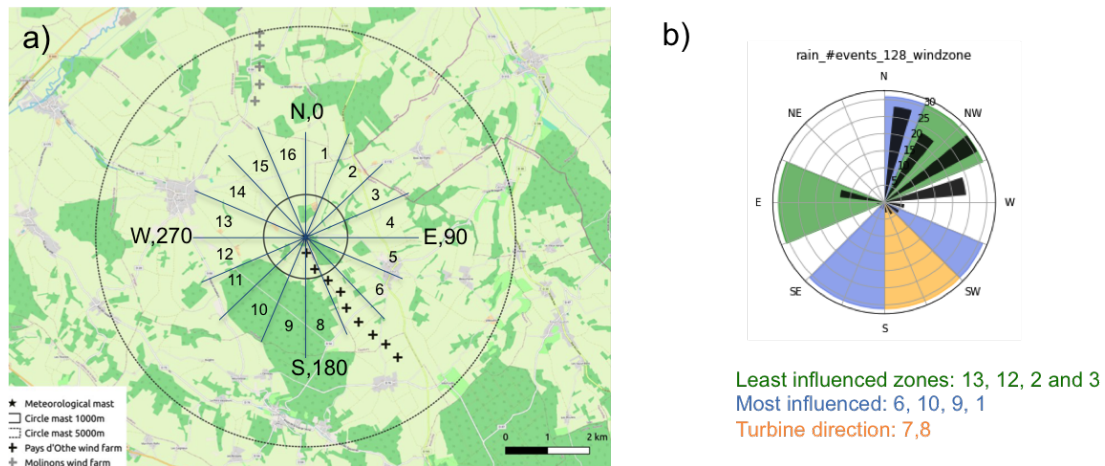 a)
N,0
16
1
15
2
14
3
13
4
W,270
E,90
12
5
11
6
10
9
8
S,180
Meteorological mast
Circle mast 1000m
Circle mast 5000m
Pays d'Othe wind farm
Molinons wind farm
0 1 2 km
b)
rain_#events_128_windzone
N
NE
NW
30
25
20
E
W
SE
SW
S
Least influenced zones: 13, 12, 2 and 3
Most influenced: 6, 10, 9, 1
Turbine direction: 7,8